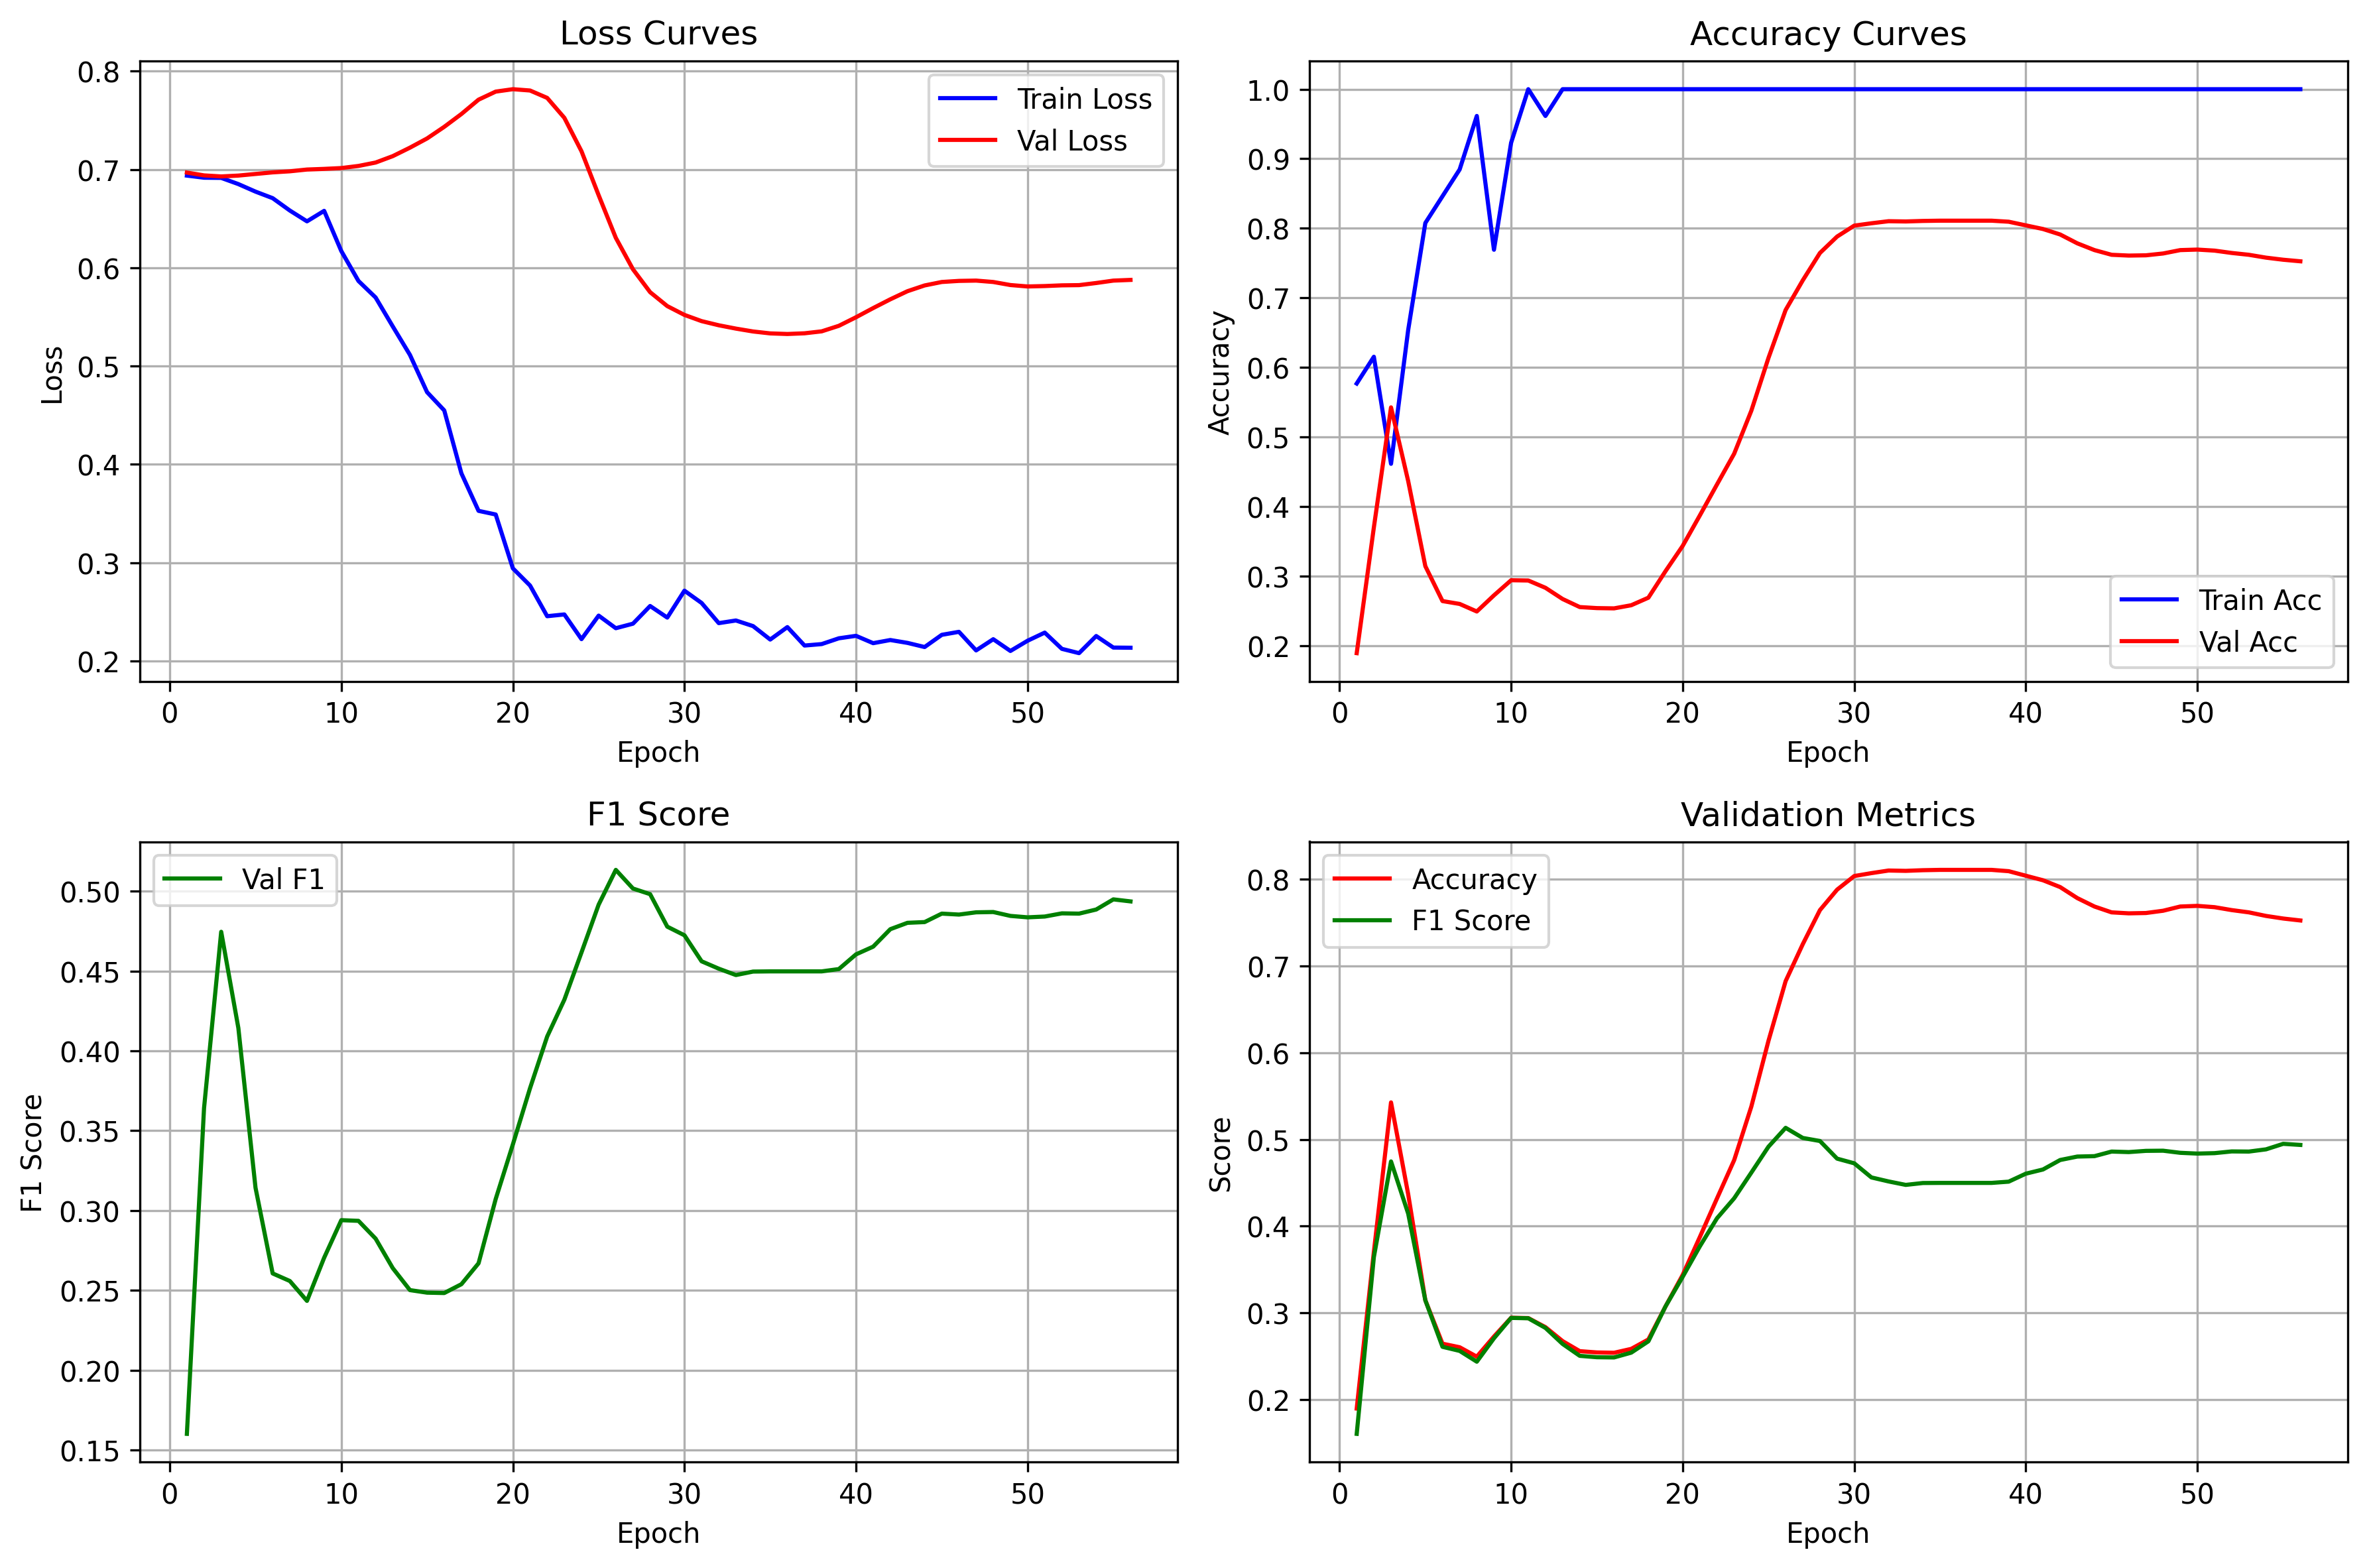 Loss Curves
0.8
0.7
0.6
0.5
0.4
0.3
0.2
Loss
Train Loss
Val Loss
0 10 20 30 40 50
Epoch
Accuracy Curves
1.0
0.9
0.8
0.7
0.6
0.5
0.4
0.3
0.2
Accuracy
Train Acc
Val Acc
0 10 20 30 40 50
Epoch
F1 Score
Val F1
0.50
0.45
0.40
0.35
0.30
0.25
0.20
0.15
F1 Score
0 10 20 30 40 50
Epoch
Validation Metrics
Accuracy
F1 Score
0.8
0.7
0.6
0.5
0.4
0.3
0.2
Score
0 10 20 30 40 50
Epoch